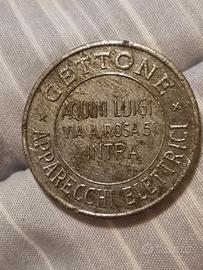 GETTONE
AQUINI LUIGI
VIA A. ROSA 51
INTRA
APPARECCHI ELETTRICI